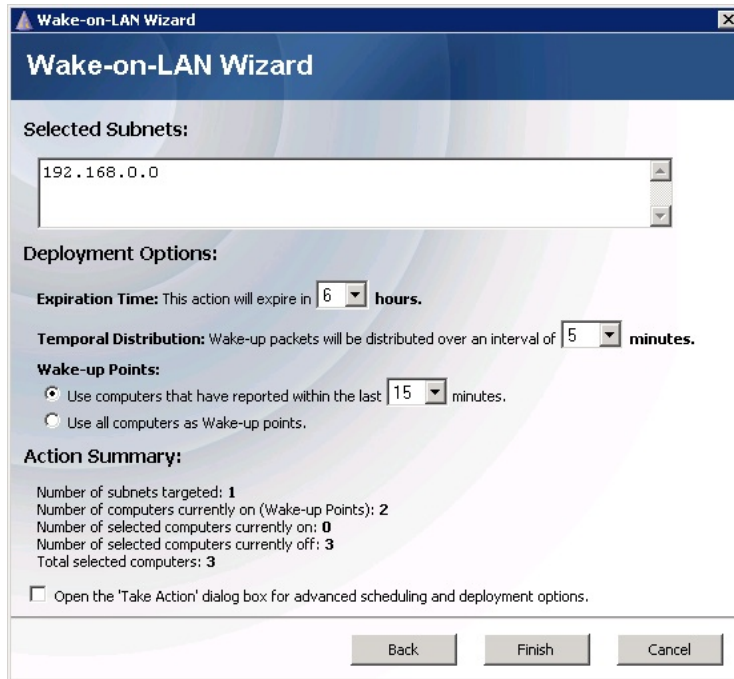 Wake-on-LAN Wizard
Wake-on-LAN Wizard
Selected Subnets:
192.168.0.0
Deployment Options:
Expiration Time: This action will expire in 6 hours.
Temporal Distribution: Wake-up packets will be distributed over an interval of 5 minutes.
Wake-up Points:
Use computers that have reported within the last 15 minutes.
Use all computers as Wake-up points.
Action Summary:
Number of subnets targeted: 1
Number of computers currently on (Wake-up Points): 2
Number of selected computers currently on: 0
Number of selected computers currently off: 3
Total selected computers: 3
Open the 'Take Action' dialog box for advanced scheduling and deployment options.
Back Finish Cancel